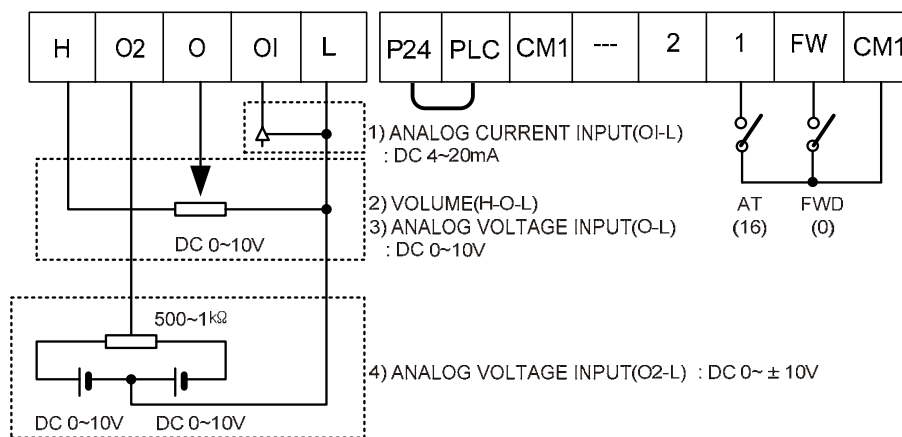 H O2 O OI L P24 PLC CM1 --- 2 1 FW CM1
1) ANALOG CURRENT INPUT(OI-L)
: DC 4~20mA
2) VOLUME(H-O-L)
3) ANALOG VOLTAGE INPUT(O-L)
: DC 0~10V
DC 0~10V
AT
(16)
FWD
(0)
500~1㏀
4) ANALOG VOLTAGE INPUT(O2-L) : DC 0~ ± 10V
DC 0~10V DC 0~10V